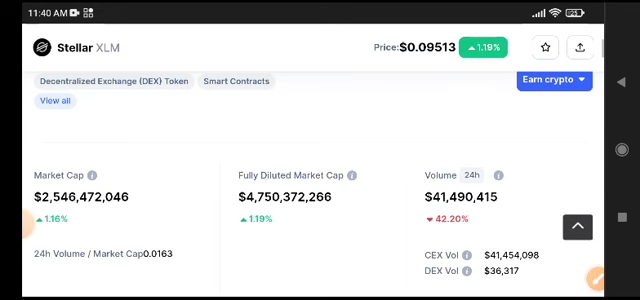 11:40 AM
Stellar XLM
Price:$0.09513 1.19%
Decentralized Exchange (DEX) Token Smart Contracts
Earn crypto
View all
Market Cap Fully Diluted Market Cap Volume 24h
$2,546,472,046 $4,750,372,266 $41,490,415
1.16% 1.19% 42.20%
24h Volume / Market Cap0.0163
CEX Vol $41,454,098
DEX Vol $36,317